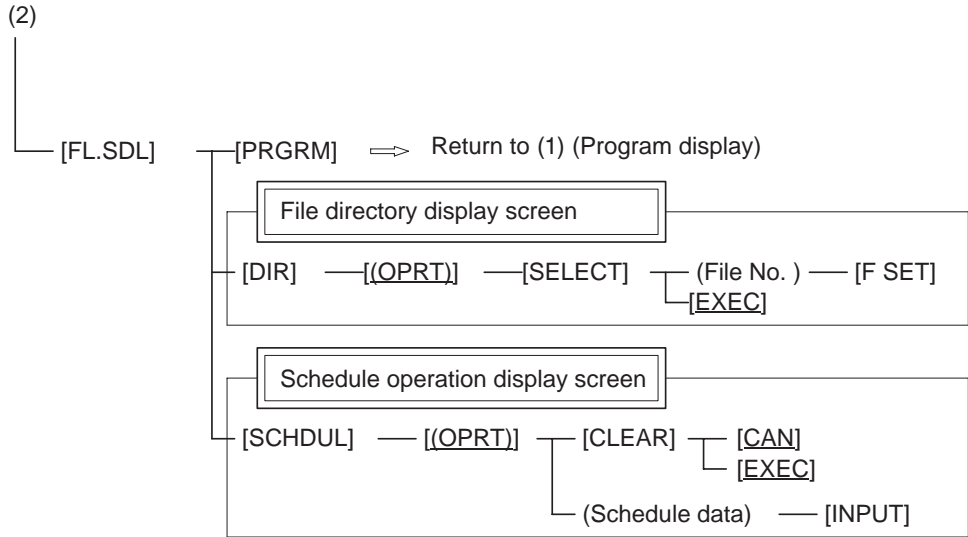 (2)
[FL.SDL] [PRGRM] Return to (1) (Program display)
File directory display screen
[DIR] [(OPRT)] [SELECT] (File No. ) [F SET]
[EXEC]
Schedule operation display screen
[SCHDUL] [(OPRT)] [CLEAR] [CAN]
[EXEC]
(Schedule data) [INPUT]